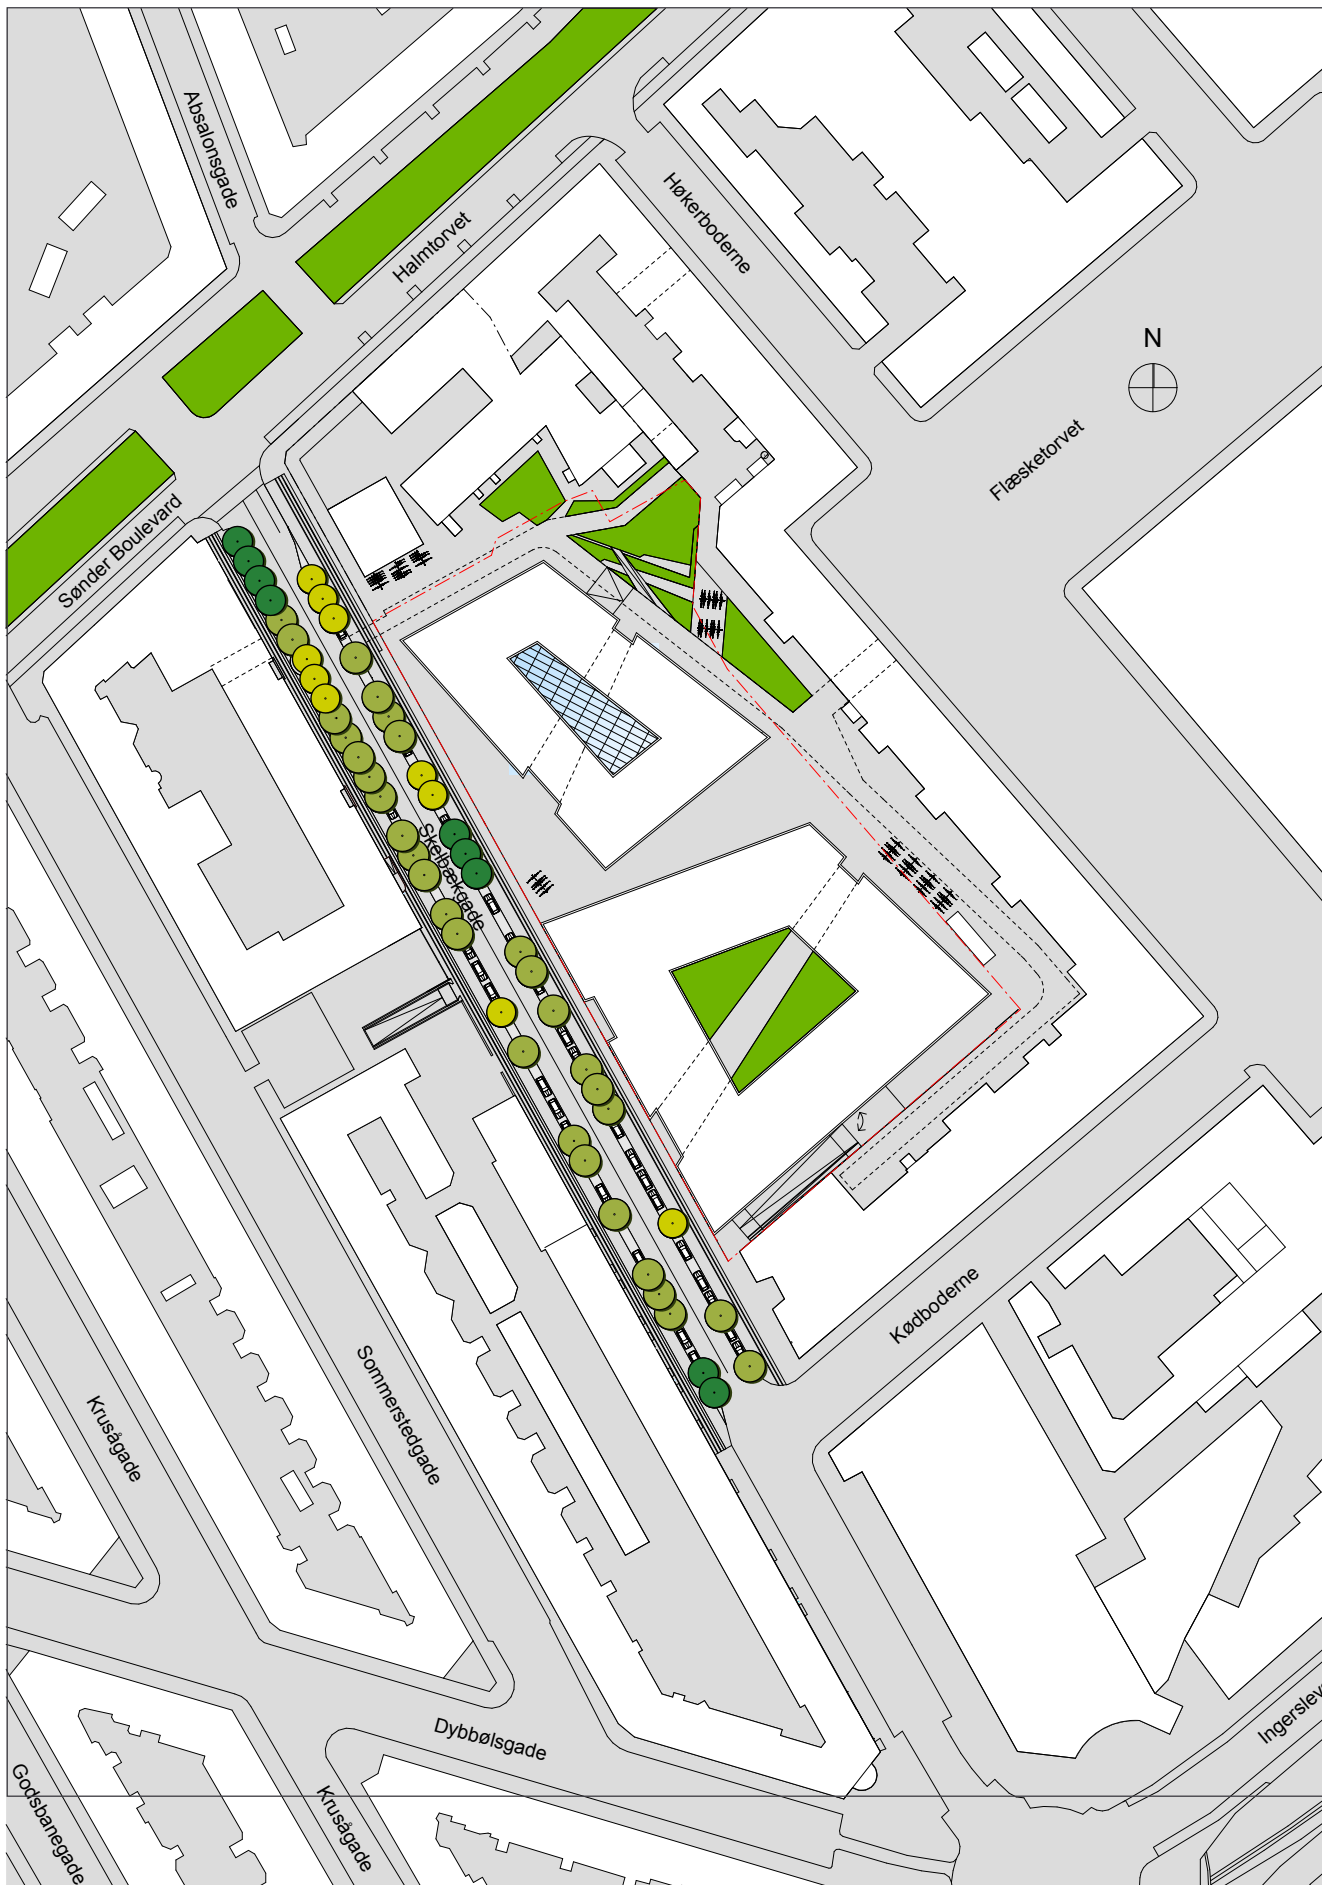 Absalonsgade
Halmtorvet
Høkerboderne
N
Flæsketorvet
Sønder Boulevard
Skelbækgade
Kødboderne
Sommerstedgade
Krusågade
Dybbølsgade
Ingerslev
Godsbanegade
Krusågade